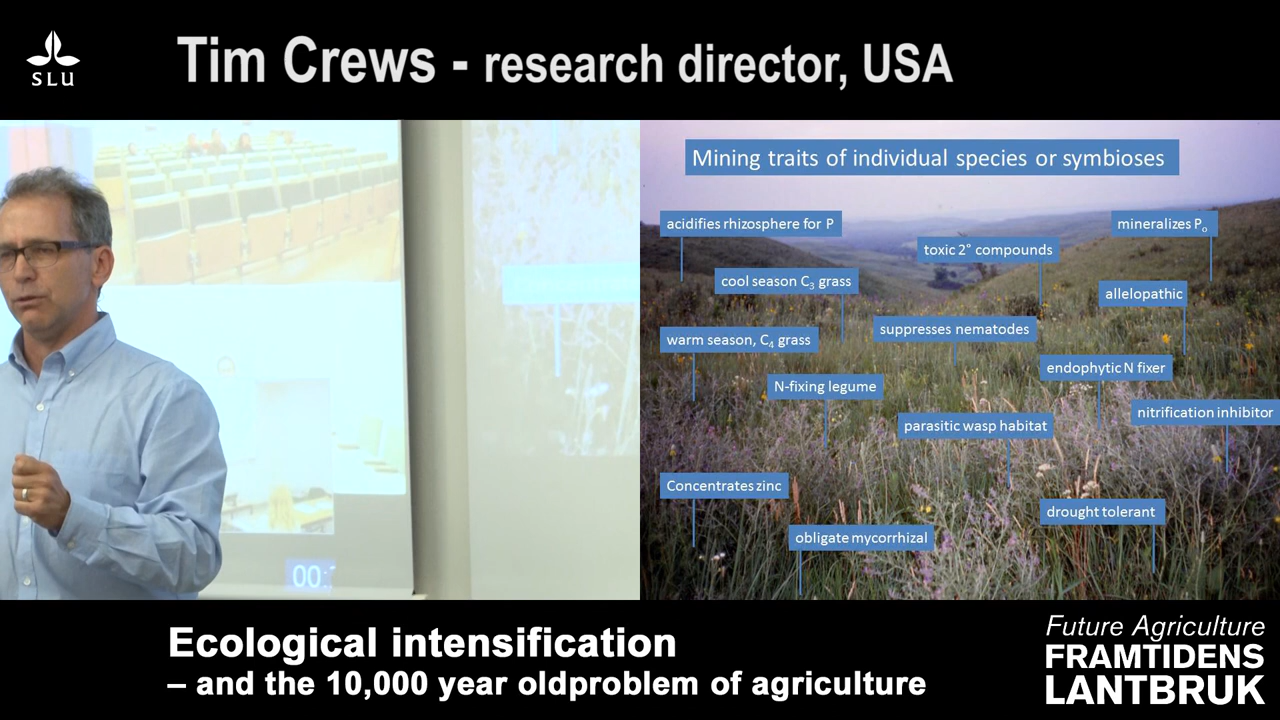 SLU
Tim Crews - research director, USA
Mining traits of individual species or symbioses
acidifies rhizosphere for P
mineralizes Pₒ
toxic 2° compounds
cool season C₃ grass
allelopathic
suppresses nematodes
warm season, C₄ grass
endophytic N fixer
N-fixing legume
nitrification inhibitor
parasitic wasp habitat
Concentrates zinc
drought tolerant
obligate mycorrhizal
00:
Ecological intensification
– and the 10,000 year oldproblem of agriculture
Future Agriculture
FRAMTIDENS
LANTBRUK